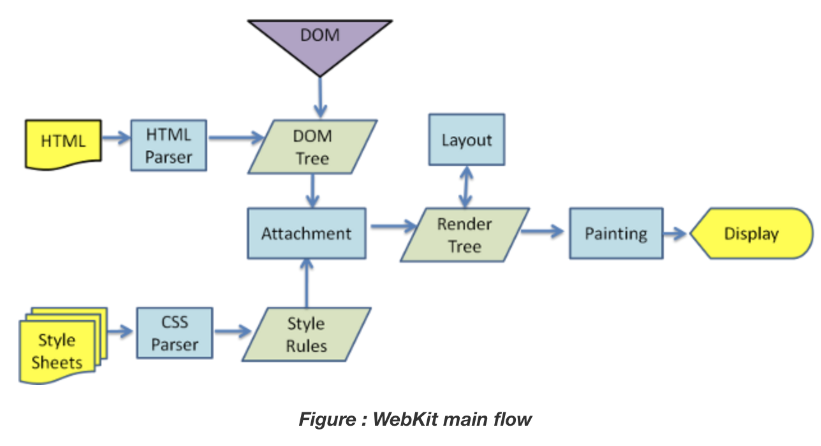 DOM
HTML
HTML
Parser
DOM
Tree
Layout
Attachment
Render
Tree
Painting
Display
Style
Sheets
CSS
Parser
Style
Rules
Figure : WebKit main flow